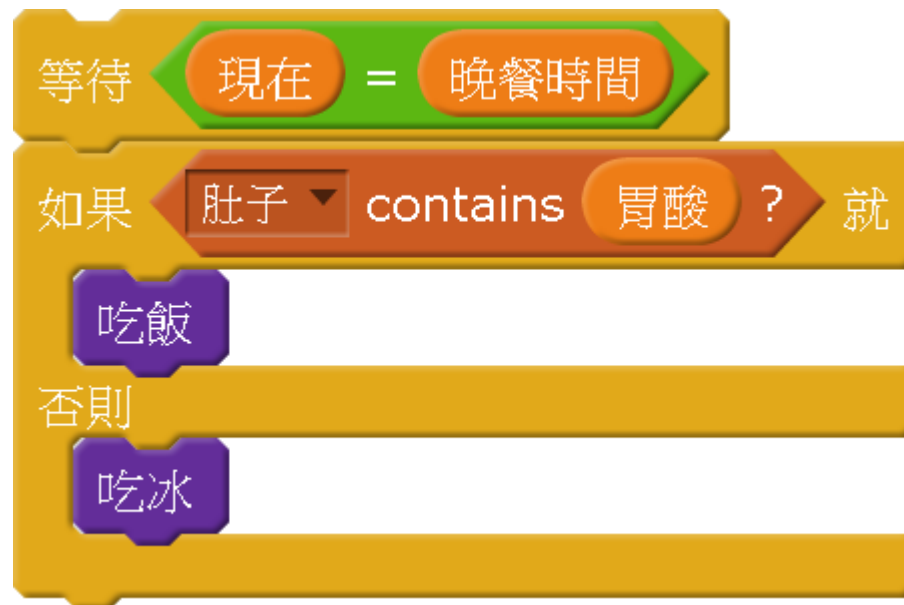 等待 現在 = 晚餐時間
如果 肚子 contains 胃酸 ? 就
吃飯
否則
吃冰